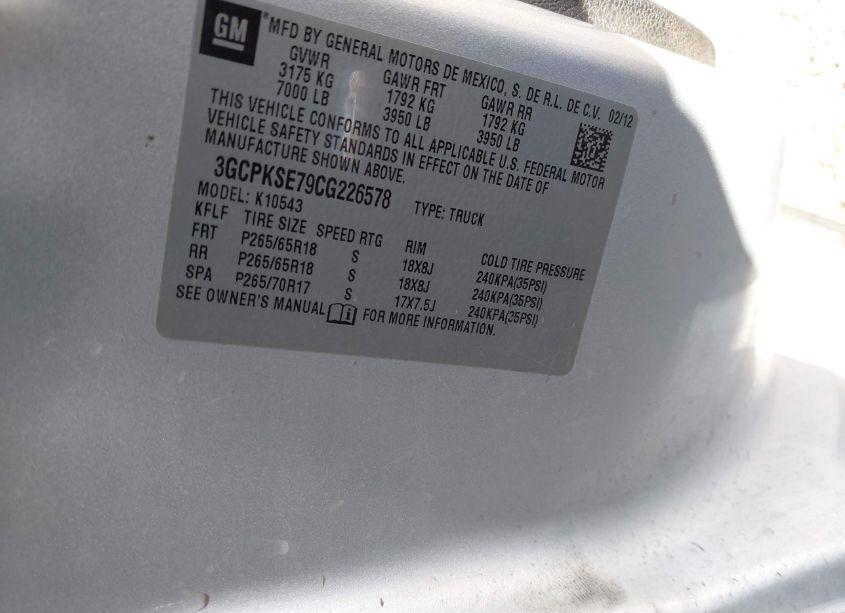 GM
®MFD BY GENERAL MOTORS DE MEXICO, S. DE R.L. DE C.V. 02/12
GVWR GAWR FRT GAWR RR
3175 KG 1792 KG 1792 KG
7000 LB 3950 LB 3950 LB
THIS VEHICLE CONFORMS TO ALL APPLICABLE U.S. FEDERAL MOTOR
VEHICLE SAFETY STANDARDS IN EFFECT ON THE DATE OF
MANUFACTURE SHOWN ABOVE.
3GCPKSE79CG226578 TYPE: TRUCK
MODEL: K10543
KFLF TIRE SIZE SPEED RTG RIM COLD TIRE PRESSURE
FRT P265/65R18 S 18X8J 240KPA(35PSI)
RR P265/65R18 S 18X8J 240KPA(35PSI)
SPA P265/70R17 S 17X7.5J 240KPA(35PSI)
SEE OWNER'S MANUAL FOR MORE INFORMATION.